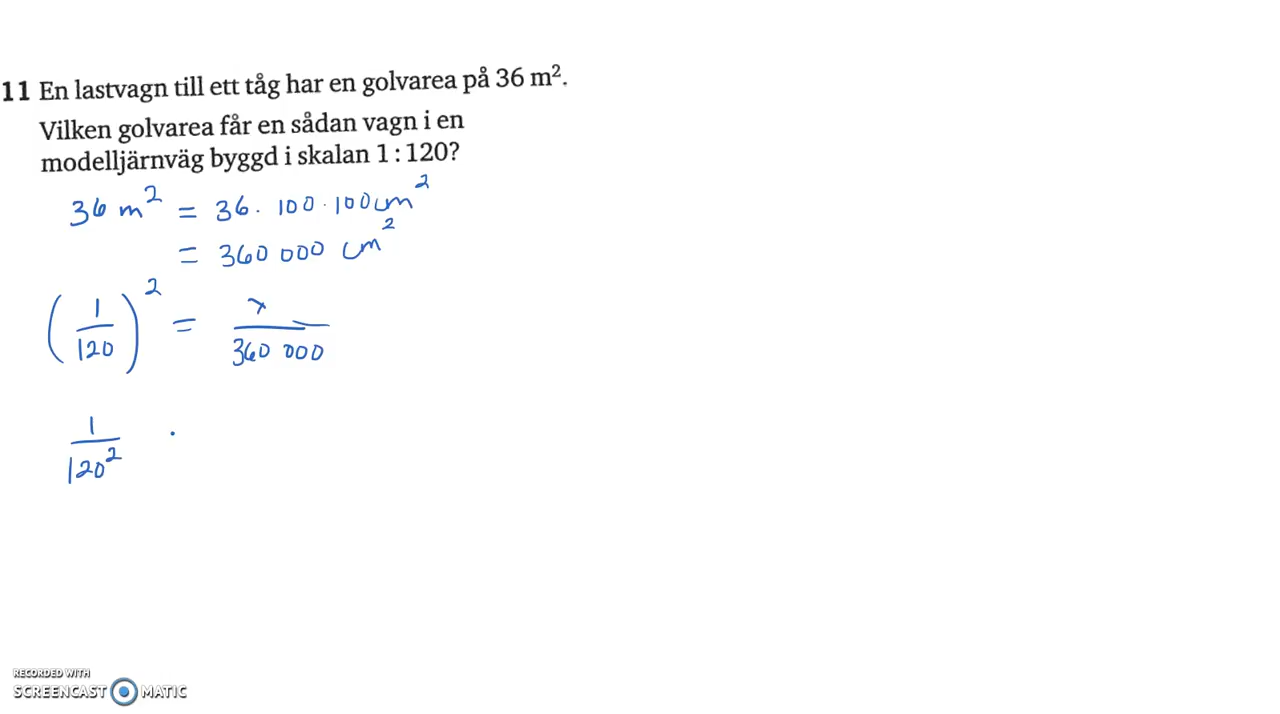 11 En lastvagn till ett tåg har en golvarea på 36 m².
Vilken golvarea får en sådan vagn i en
modelljärnväg byggd i skalan 1 : 120?
36 m² = 36 · 100 · 100 cm²
= 360 000 cm²
(1/120)² = x/360 000
1/120² ·
RECORDED WITH
SCREENCAST MATIC